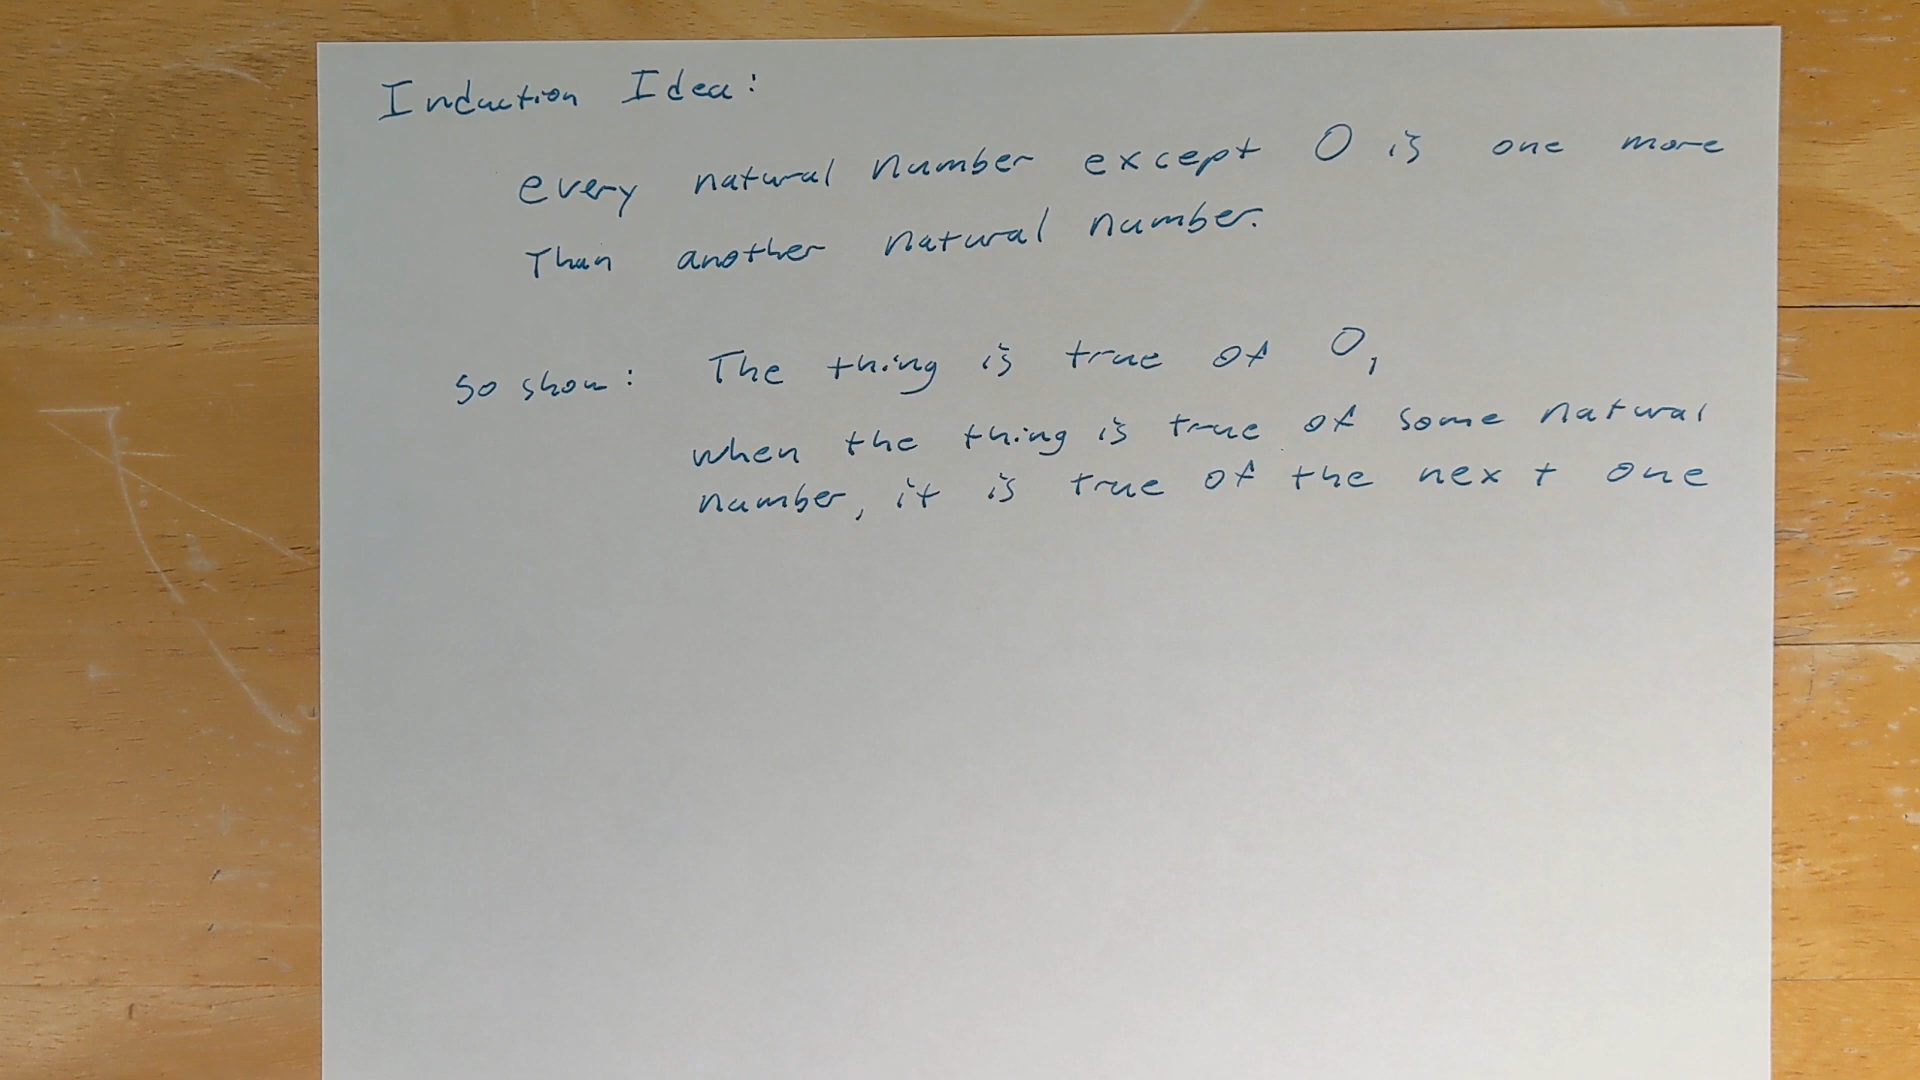 Induction Idea:
every natural number except 0 is one more
Than another natural number.
so show: The thing is true of 0,
when the thing is true of some natural
number, it is true of the next one